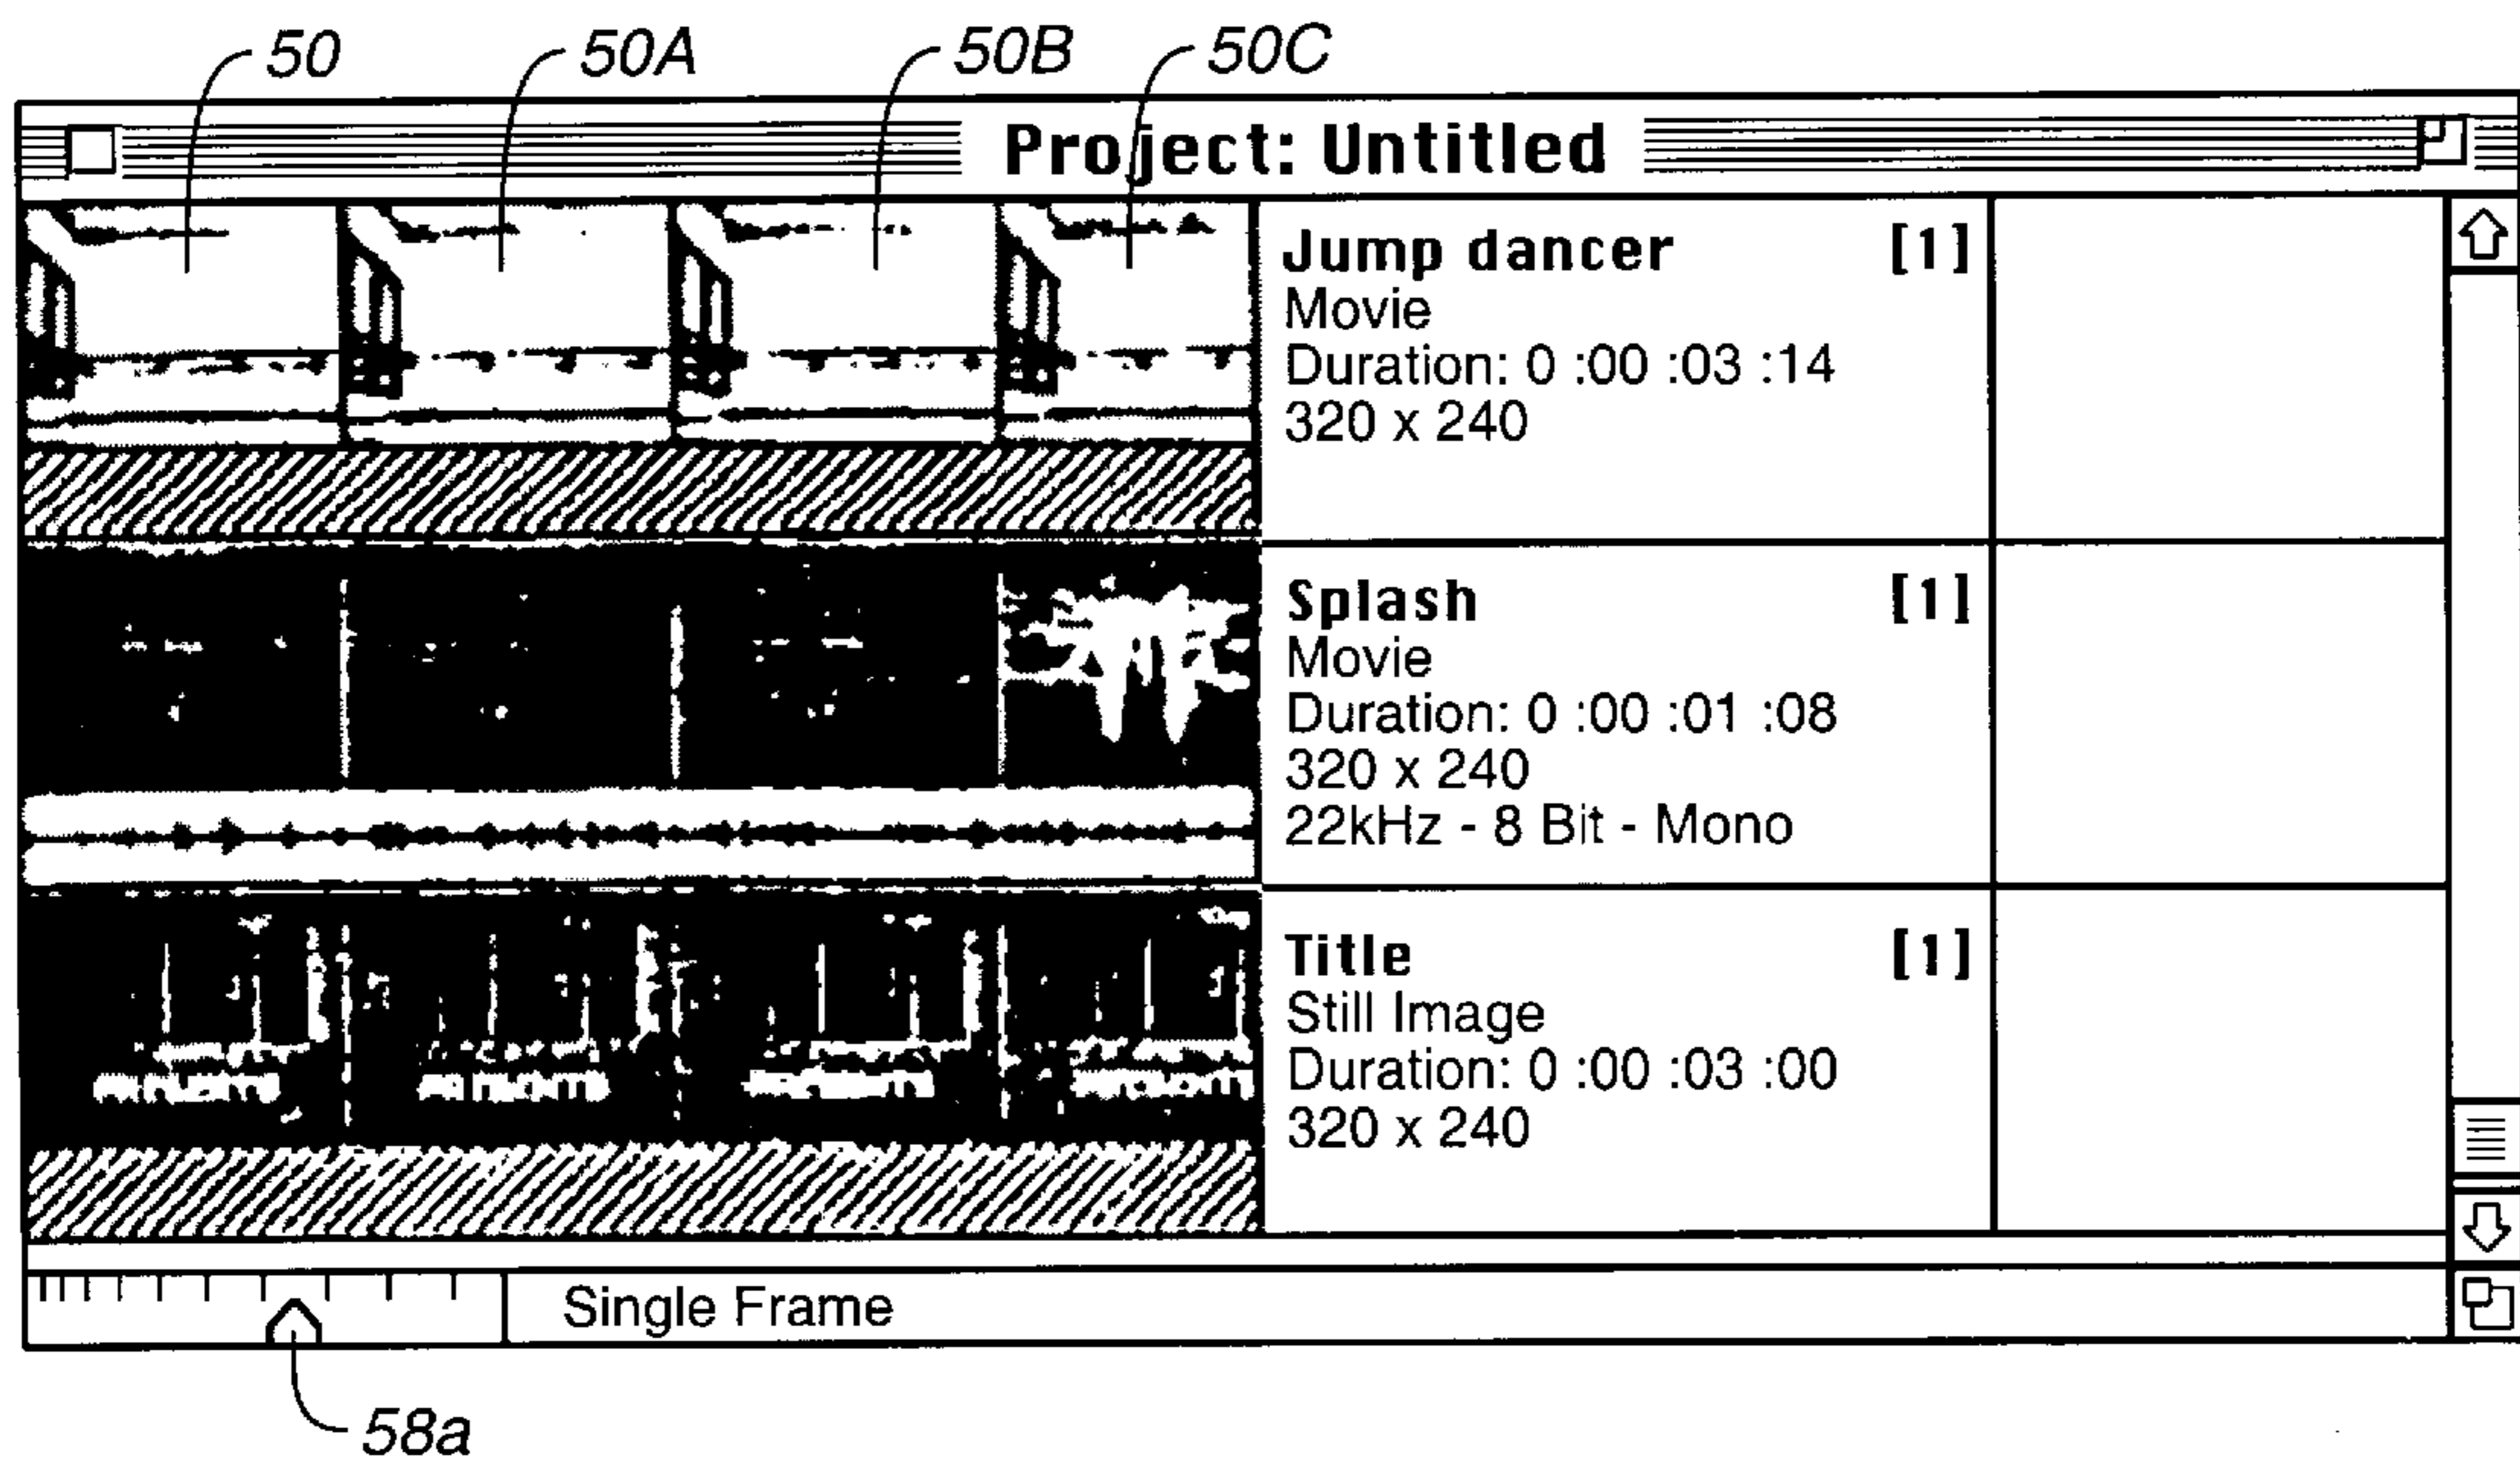 50 50A 50B 50C
Project: Untitled
Jump dancer [1]
Movie
Duration: 0 :00 :03 :14
320 x 240
Splash [1]
Movie
Duration: 0 :00 :01 :08
320 x 240
22kHz - 8 Bit - Mono
Title [1]
Still Image
Duration: 0 :00 :03 :00
320 x 240
Single Frame
58a